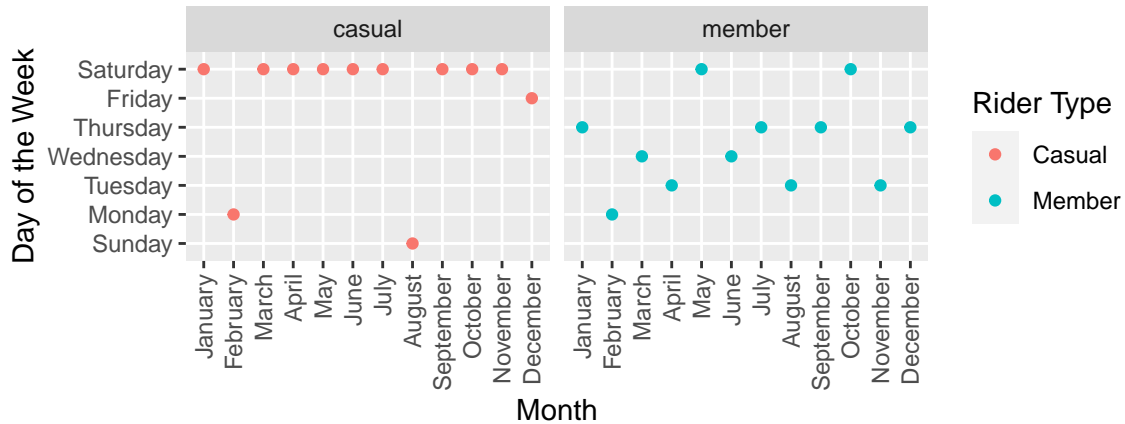 casual
member
Day of the Week
Saturday
Friday
Thursday
Wednesday
Tuesday
Monday
Sunday
January
February
March
April
May
June
July
August
September
October
November
December
January
February
March
April
May
June
July
August
September
October
November
December
Month
Rider Type
Casual
Member